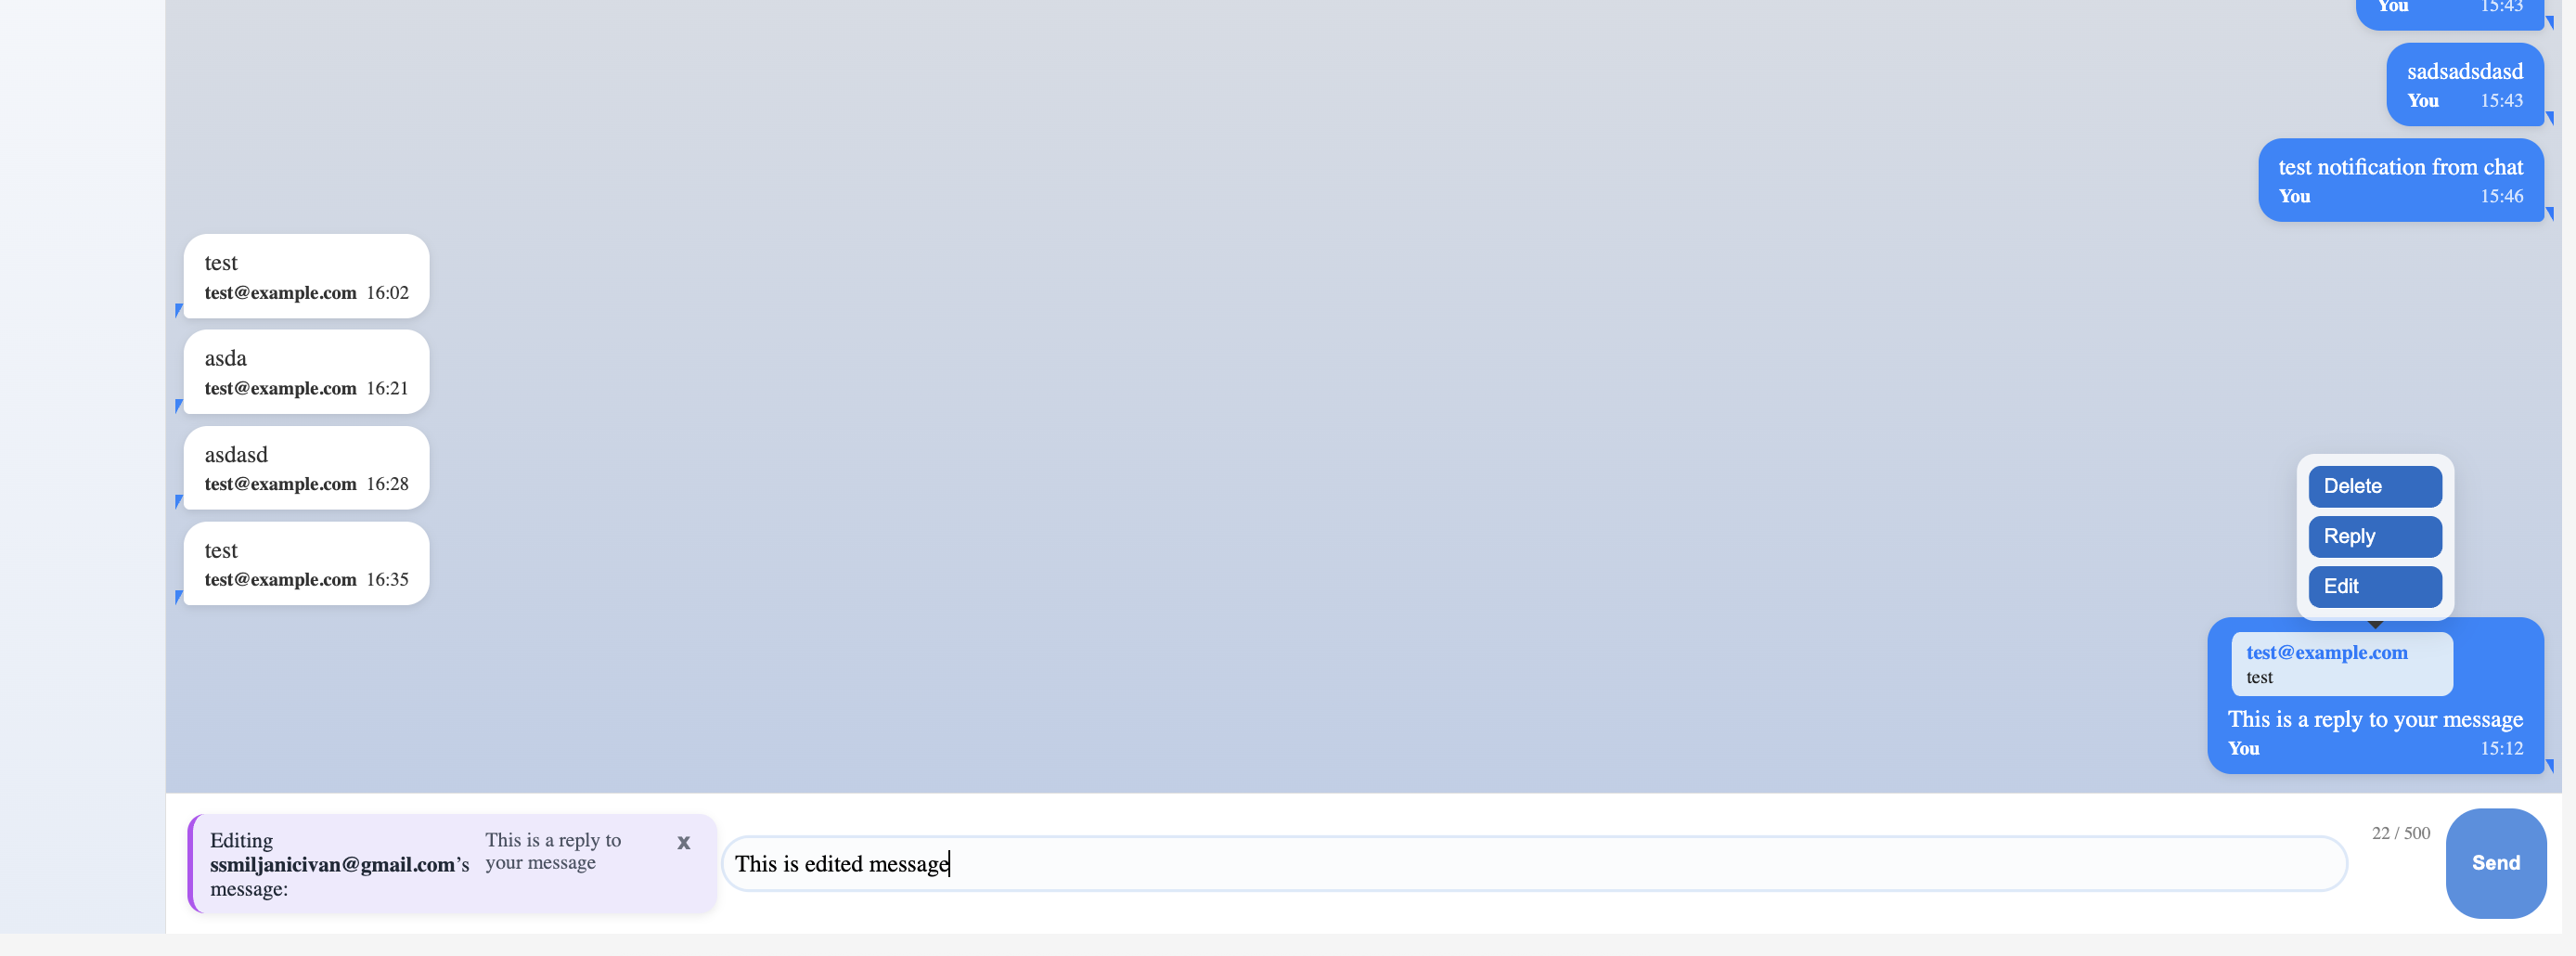 You 15:43
sadsadsdasd
You 15:43
test notification from chat
You 15:46
test
test@example.com 16:02
asda
test@example.com 16:21
asdasd
test@example.com 16:28
test
test@example.com 16:35
Delete
Reply
Edit
test@example.com
test
This is a reply to your message
You 15:12
Editing
ssmiljanicivan@gmail.com’s
message:
This is a reply to
your message
x
This is edited message
22 / 500
Send